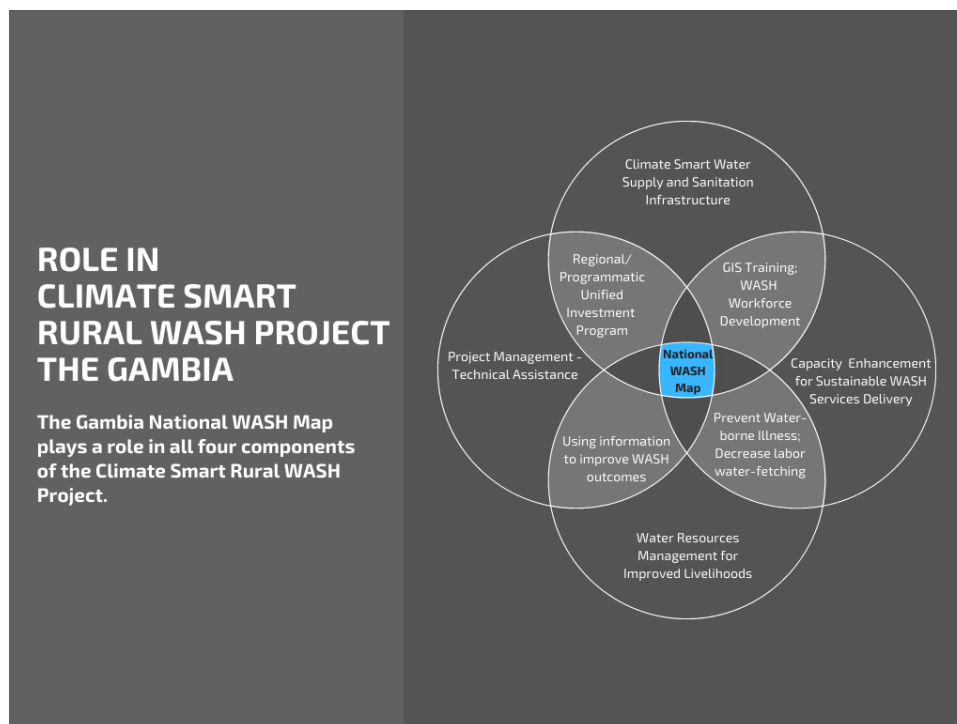 ROLE IN
CLIMATE SMART
RURAL WASH PROJECT
THE GAMBIA
The Gambia National WASH Map
plays a role in all four components
of the Climate Smart Rural WASH
Project.
Climate Smart Water
Supply and Sanitation
Infrastructure
Regional/
Programmatic
Unified
Investment
Program
GIS Training;
WASH
Workforce
Development
Project Management -
Technical Assistance
National
WASH
Map
Capacity Enhancement
for Sustainable WASH
Services Delivery
Using information
to improve WASH
outcomes
Prevent Water-
borne Illness;
Decrease labor
water-fetching
Water Resources
Management for
Improved Livelihoods